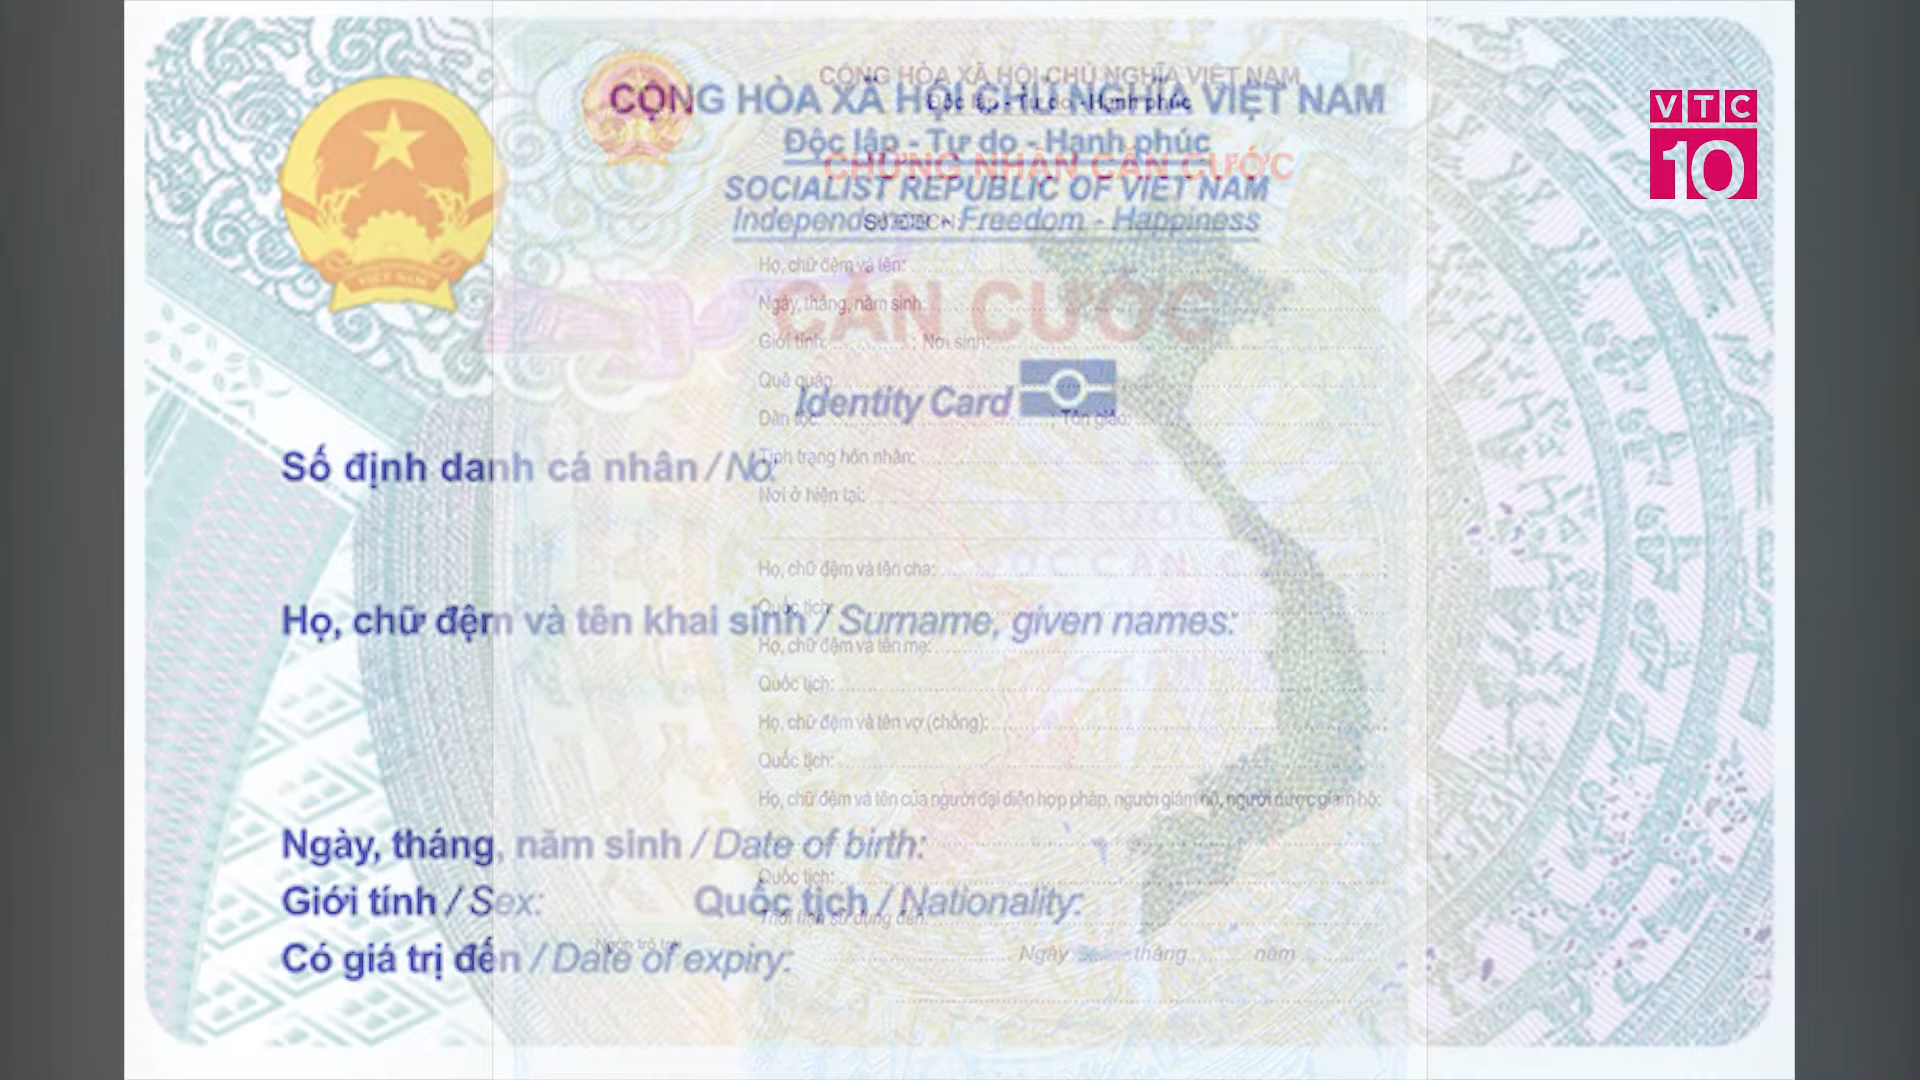 VTC
10
CỘNG HÒA XÃ HỘI CHỦ NGHĨA VIỆT NAM
Độc lập - Tự do - Hạnh phúc
SOCIALIST REPUBLIC OF VIET NAM
Independence - Freedom - Happiness
CĂN CƯỚC
Identity Card
Số định danh cá nhân / No:
Họ, chữ đệm và tên khai sinh / Surname, given names:
Ngày, tháng, năm sinh / Date of birth:
Giới tính / Sex: Quốc tịch / Nationality:
Có giá trị đến / Date of expiry:
CỘNG HÒA XÃ HỘI CHỦ NGHĨA VIỆT NAM
Độc lập - Tự do - Hạnh phúc
CHỨNG NHẬN CĂN CƯỚC
Họ, chữ đệm và tên:
Ngày, tháng, năm sinh:
Giới tính: ; Nơi sinh:
Quê quán:
Dân tộc: ; Tôn giáo:
Tình trạng hôn nhân:
Nơi ở hiện tại:
Họ, chữ đệm và tên cha:
Quốc tịch:
Họ, chữ đệm và tên mẹ:
Quốc tịch:
Họ, chữ đệm và tên vợ (chồng):
Quốc tịch:
Họ, chữ đệm và tên của người đại diện hợp pháp, người giám hộ, người được giám hộ:
Quốc tịch:
Thời hạn sử dụng đến:
Ngày tháng năm